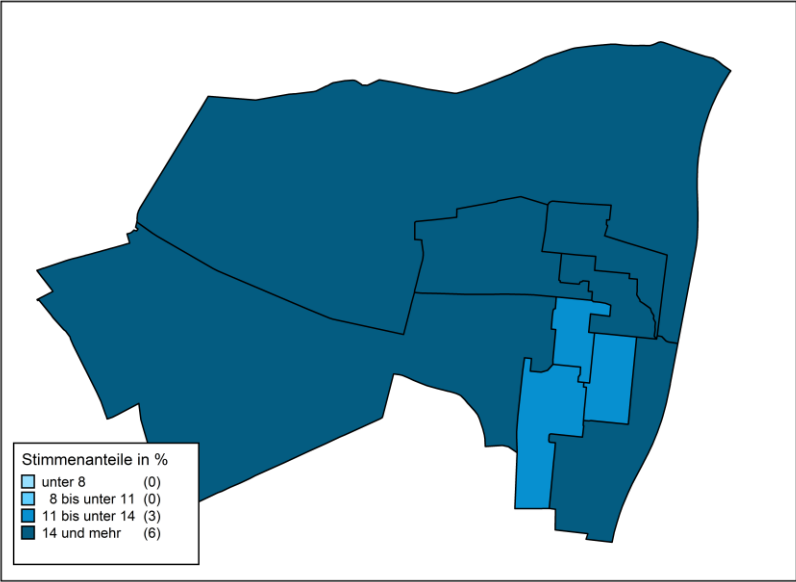 Stimmenanteile in %
unter 8 (0)
8 bis unter 11 (0)
11 bis unter 14 (3)
14 und mehr (6)